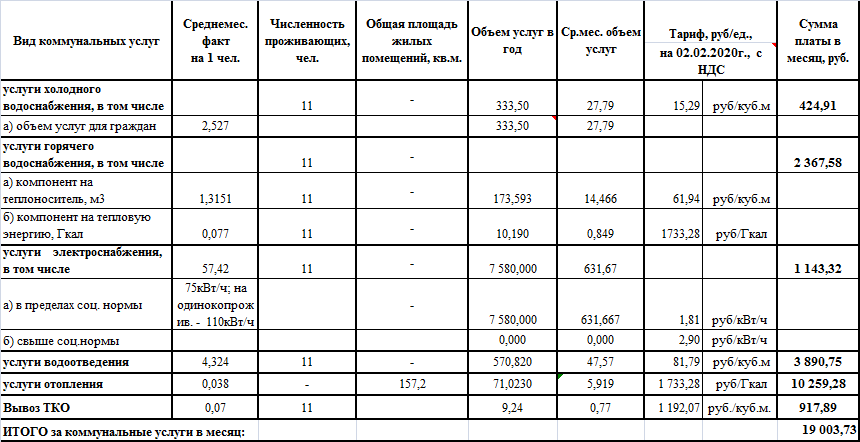 Вид коммунальных услуг | Среднемес. факт на 1 чел. | Численность проживающих, чел. | Общая площадь жилых помещений, кв.м. | Объем услуг в год | Ср.мес. объем услуг | Тариф, руб/ед., на 02.02.2020г., с НДС | Сумма платы в месяц, руб.
услуги холодного водоснабжения, в том числе | | 11 | - | 333,50 | 27,79 | 15,29 | руб/куб.м | 424,91
а) объем услуг для граждан | 2,527 | | | 333,50 | 27,79
услуги горячего водоснабжения, в том числе | | 11 | - | | | | | 2 367,58
а) компонент на теплоноситель, м3 | 1,3151 | 11 | - | 173,593 | 14,466 | 61,94 | руб/куб.м
б) компонент на тепловую энергию, Гкал | 0,077 | 11 | - | 10,190 | 0,849 | 1733,28 | руб/Гкал
услуги электроснабжения, в том числе | 57,42 | 11 | - | 7 580,000 | 631,67 | | | 1 143,32
а) в пределах соц. нормы | 75кВт/ч; на одинокопрожив. - 110кВт/ч | | - | 7 580,000 | 631,667 | 1,81 | руб/кВт/ч
б) свыше соц.нормы | | | | 0,000 | 0,000 | 2,90 | руб/кВт/ч
услуги водоотведения | 4,324 | 11 | - | 570,820 | 47,57 | 81,79 | руб/куб.м | 3 890,75
услуги отопления | 0,038 | - | 157,2 | 71,0230 | 5,919 | 1 733,28 | руб/Гкал | 10 259,28
Вывоз ТКО | 0,07 | 11 | | 9,24 | 0,77 | 1 192,07 | руб./куб.м. | 917,89
ИТОГО за коммунальные услуги в месяц: 19 003,73